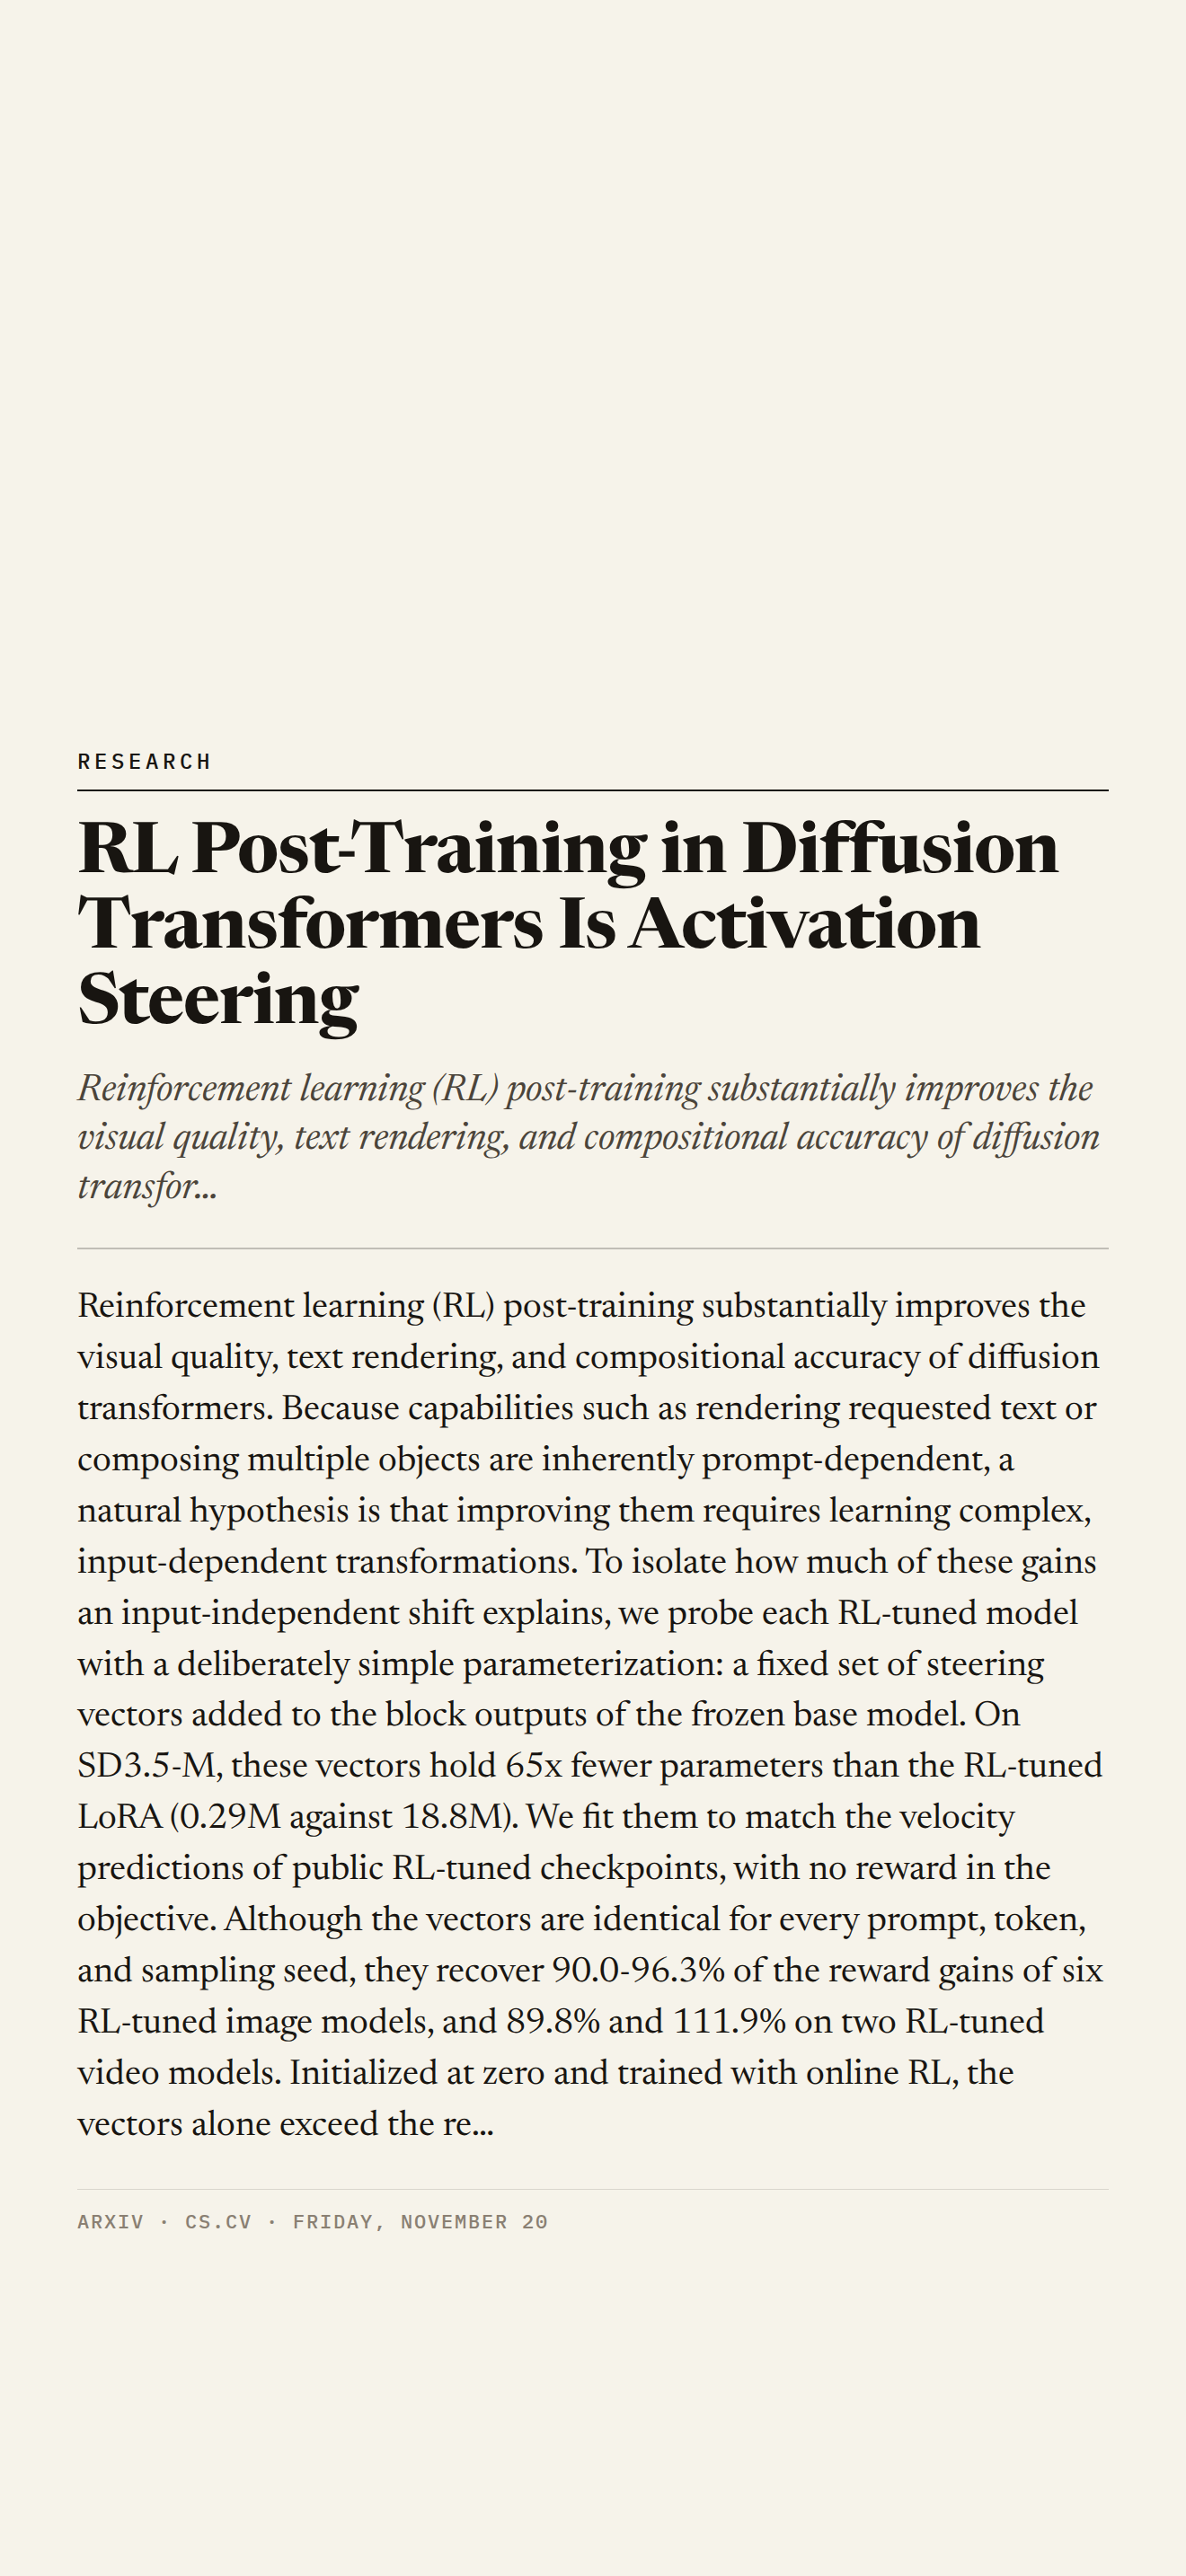 RESEARCH
RL Post-Training in Diffusion
Transformers Is Activation
Steering
Reinforcement learning (RL) post-training substantially improves the
visual quality, text rendering, and compositional accuracy of diffusion
transfor...
Reinforcement learning (RL) post-training substantially improves the
visual quality, text rendering, and compositional accuracy of diffusion
transformers. Because capabilities such as rendering requested text or
composing multiple objects are inherently prompt-dependent, a
natural hypothesis is that improving them requires learning complex,
input-dependent transformations. To isolate how much of these gains
an input-independent shift explains, we probe each RL-tuned model
with a deliberately simple parameterization: a fixed set of steering
vectors added to the block outputs of the frozen base model. On
SD3.5-M, these vectors hold 65x fewer parameters than the RL-tuned
LoRA (0.29M against 18.8M). We fit them to match the velocity
predictions of public RL-tuned checkpoints, with no reward in the
objective. Although the vectors are identical for every prompt, token,
and sampling seed, they recover 90.0-96.3% of the reward gains of six
RL-tuned image models, and 89.8% and 111.9% on two RL-tuned
video models. Initialized at zero and trained with online RL, the
vectors alone exceed the re...
ARXIV · CS.CV · FRIDAY, NOVEMBER 20